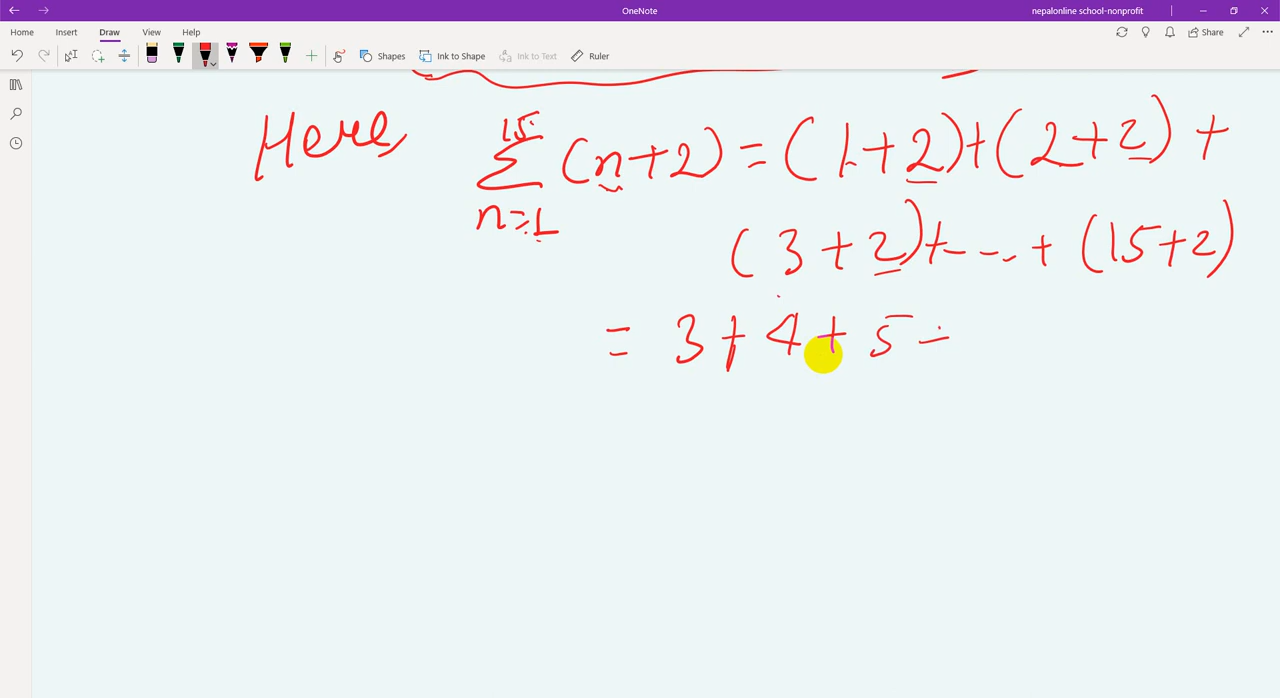 OneNote
nepalonline school-nonprofit
Home Insert Draw View Help
Share
Shapes Ink to Shape Ink to Text Ruler
Here, 15
∑ (n+2) = (1+2)+(2+2)+
n=1
(3+2)+---+(15+2)
= 3+4+5-